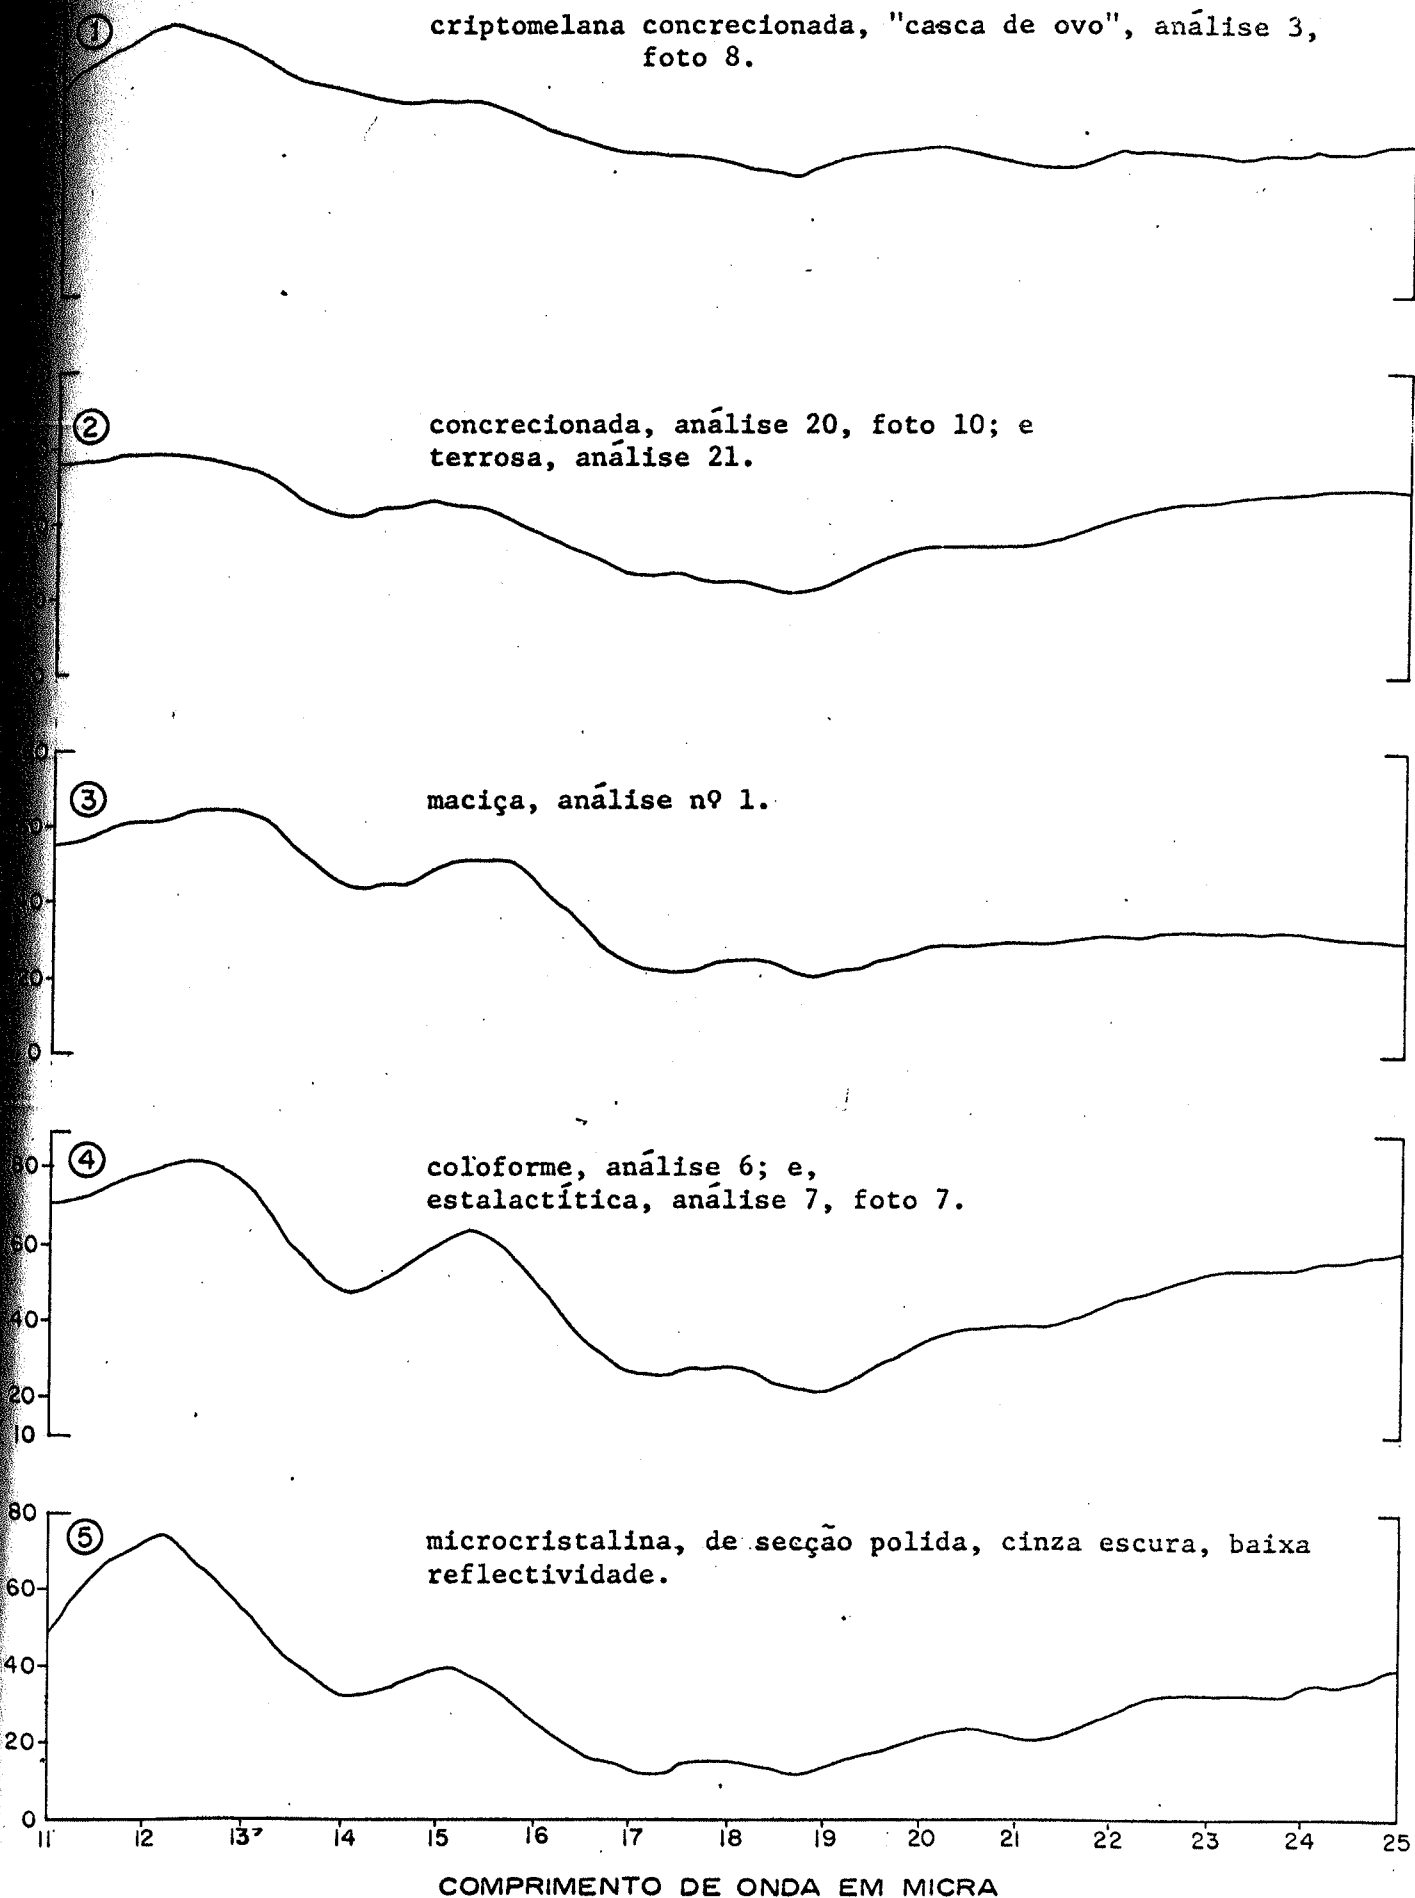 ①
criptomelana concrecionada, "casca de ovo", análise 3,
foto 8.
②
concrecionada, análise 20, foto 10; e
terrosa, análise 21.
③
maciça, análise nº 1.
0
④
coloforme, análise 6; e,
estalactítica, análise 7, foto 7.
40
20
10
⑤
microcristalina, de secção polida, cinza escura, baixa
reflectividade.
80
60
40
20
0
11 12 13 14 15 16 17 18 19 20 21 22 23 24 25
COMPRIMENTO DE ONDA EM MICRA